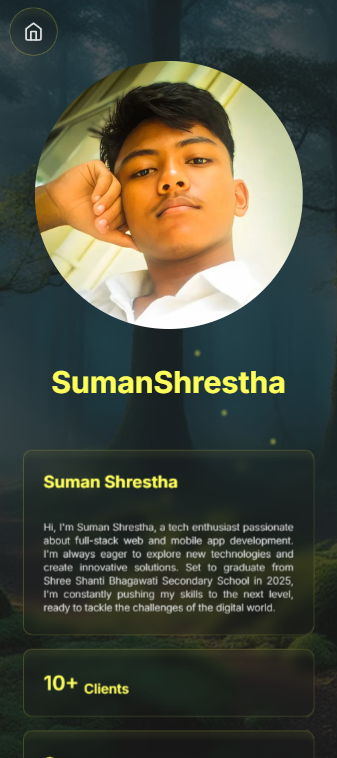 SumanShrestha
Suman Shrestha
Hi, I'm Suman Shrestha, a tech enthusiast passionate
about full-stack web and mobile app development.
I'm always eager to explore new technologies and
create innovative solutions. Set to graduate from
Shree Shanti Bhagawati Secondary School in 2025,
I'm constantly pushing my skills to the next level,
ready to tackle the challenges of the digital world.
10+ Clients